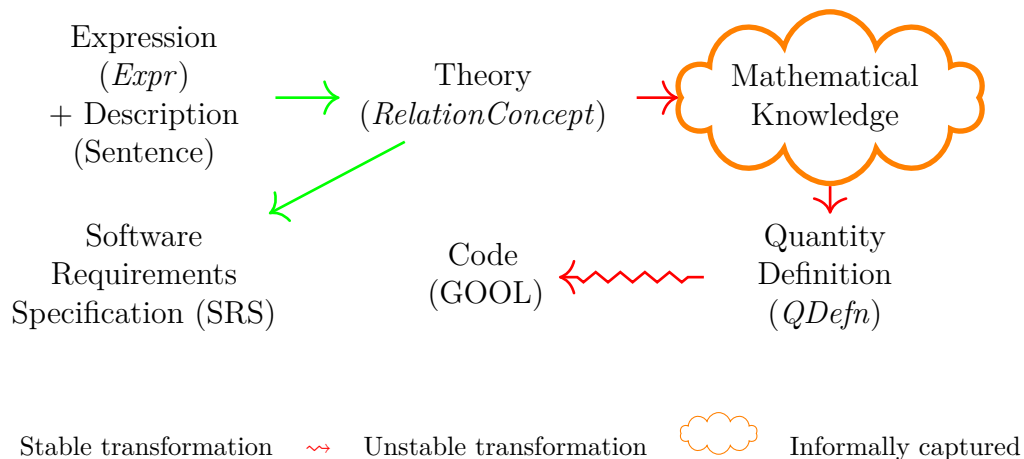 Expression
(Expr)
+ Description
(Sentence)
Theory
(RelationConcept)
Mathematical
Knowledge
Software
Requirements
Specification (SRS)
Code
(GOOL)
Quantity
Definition
(QDefn)
Stable transformation
Unstable transformation
Informally captured